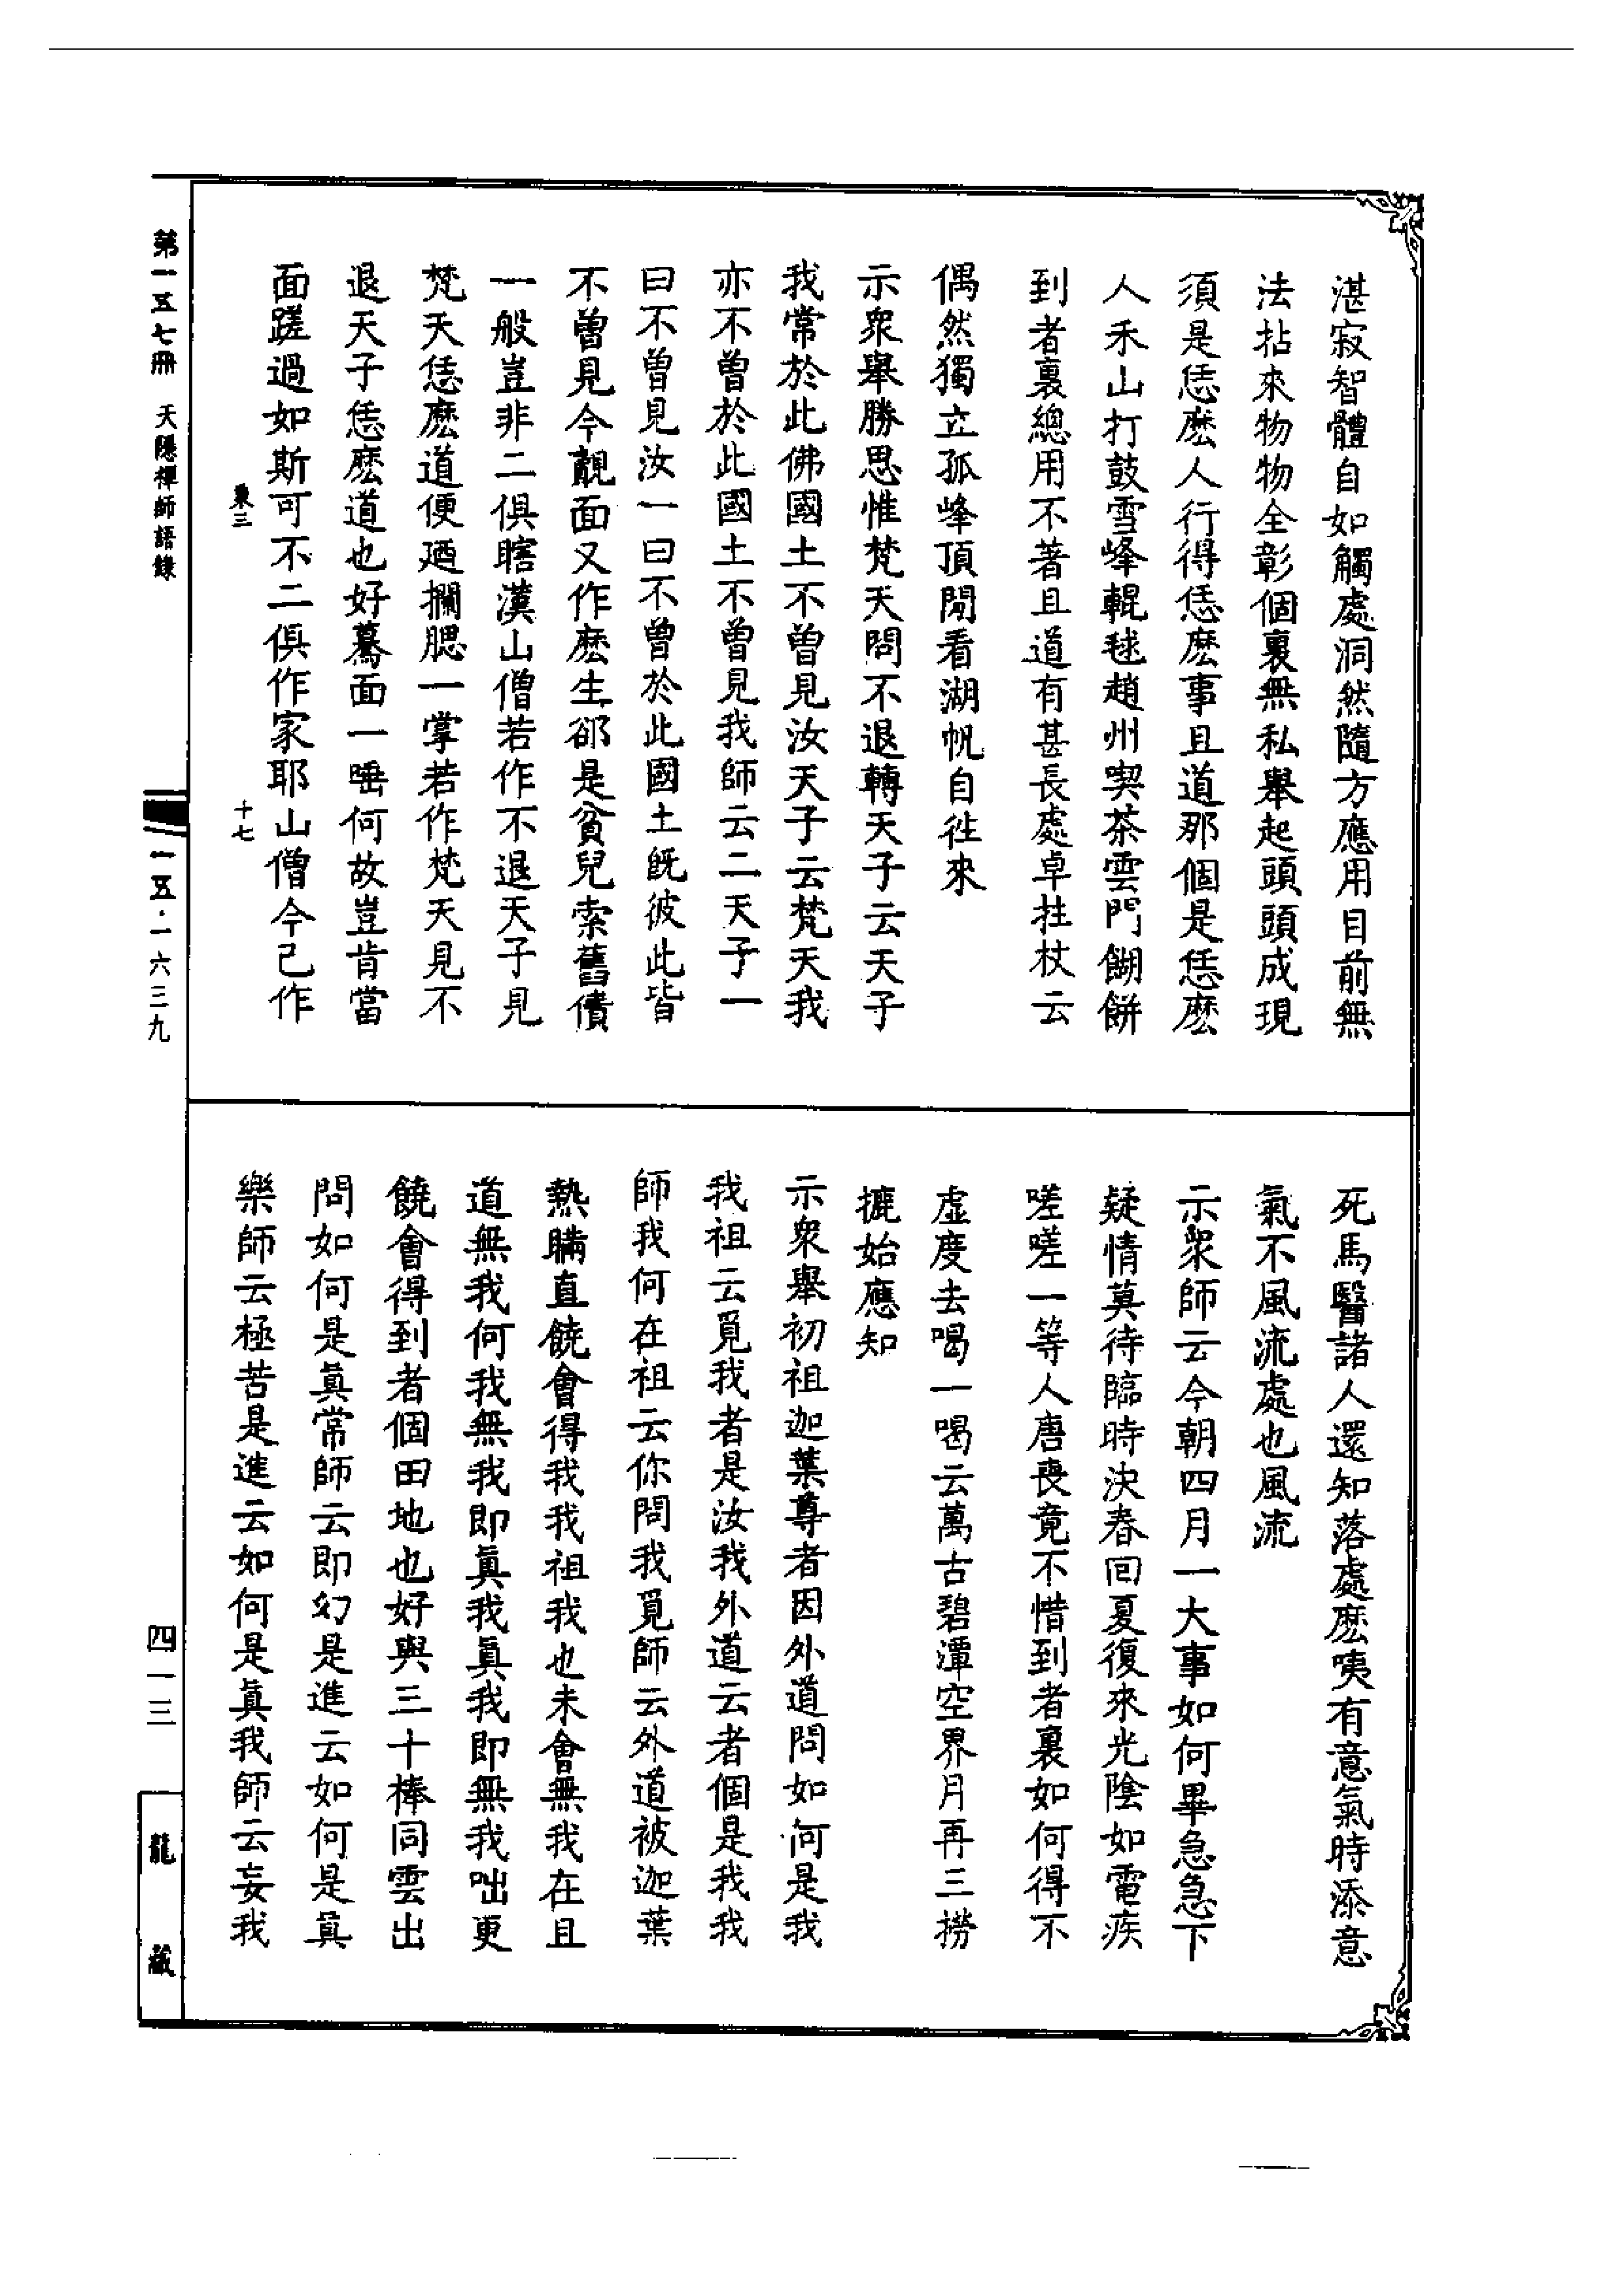 湛寂智體自如觸處洞然隨方應用目前無
法拈來物物全彰個裏無私舉起頭頭成現
須是恁麽人行得恁麽事且道那個是恁麽
人禾山打鼓雪峰輥毬趙州喫茶雲門餬餅
到者裏總用不著且道有甚長處卓拄杖云
偶然獨立孤峰頂閒看湖帆自徃來
示衆舉勝思惟梵天問不退轉天子云天子
我常於此佛國土不曾見汝天子云梵天我
亦不曾於此國土不曾見我師云二天子一
曰不曾見汝一曰不曾於此國土既彼此皆
不曾見今覿面又作麽生郤是貧兒索舊債
一般豈非二俱瞎漢山僧若作不退天子見
梵天恁麽道便廼攔腮一掌若作梵天見不
退天子恁麽道也好驀面一唾何故豈肯當
面蹉過如斯可不二俱作家耶山僧今己作
死馬醫諸人還知落處麽咦有意氣時添意
氣不風流處也風流
示衆師云今朝四月一大事如何畢急急下
疑情莫待臨時決春回夏復來光陰如電疾
嗟嗟一等人唐喪竟不惜到者裏如何得不
虛度去喝一喝云萬古碧潭空界月再三撈
摝始應知
示衆舉初祖迦葉尊者因外道問如何是我
我祖云覓我者是汝我外道云者個是我我
師我何在祖云你問我覓師云外道被迦葉
熱瞞直饒會得我我祖我也未會無我在且
道無我何我無我即眞我眞我即無我咄更
饒會得到者個田地也好與三十棒同雲出
問如何是眞常師云即幻是進云如何是眞
樂師云極苦是進云如何是眞我師云妄我
第一五七冊　天隱禪師語錄
十七
一五·一六三九
四一三
龍藏